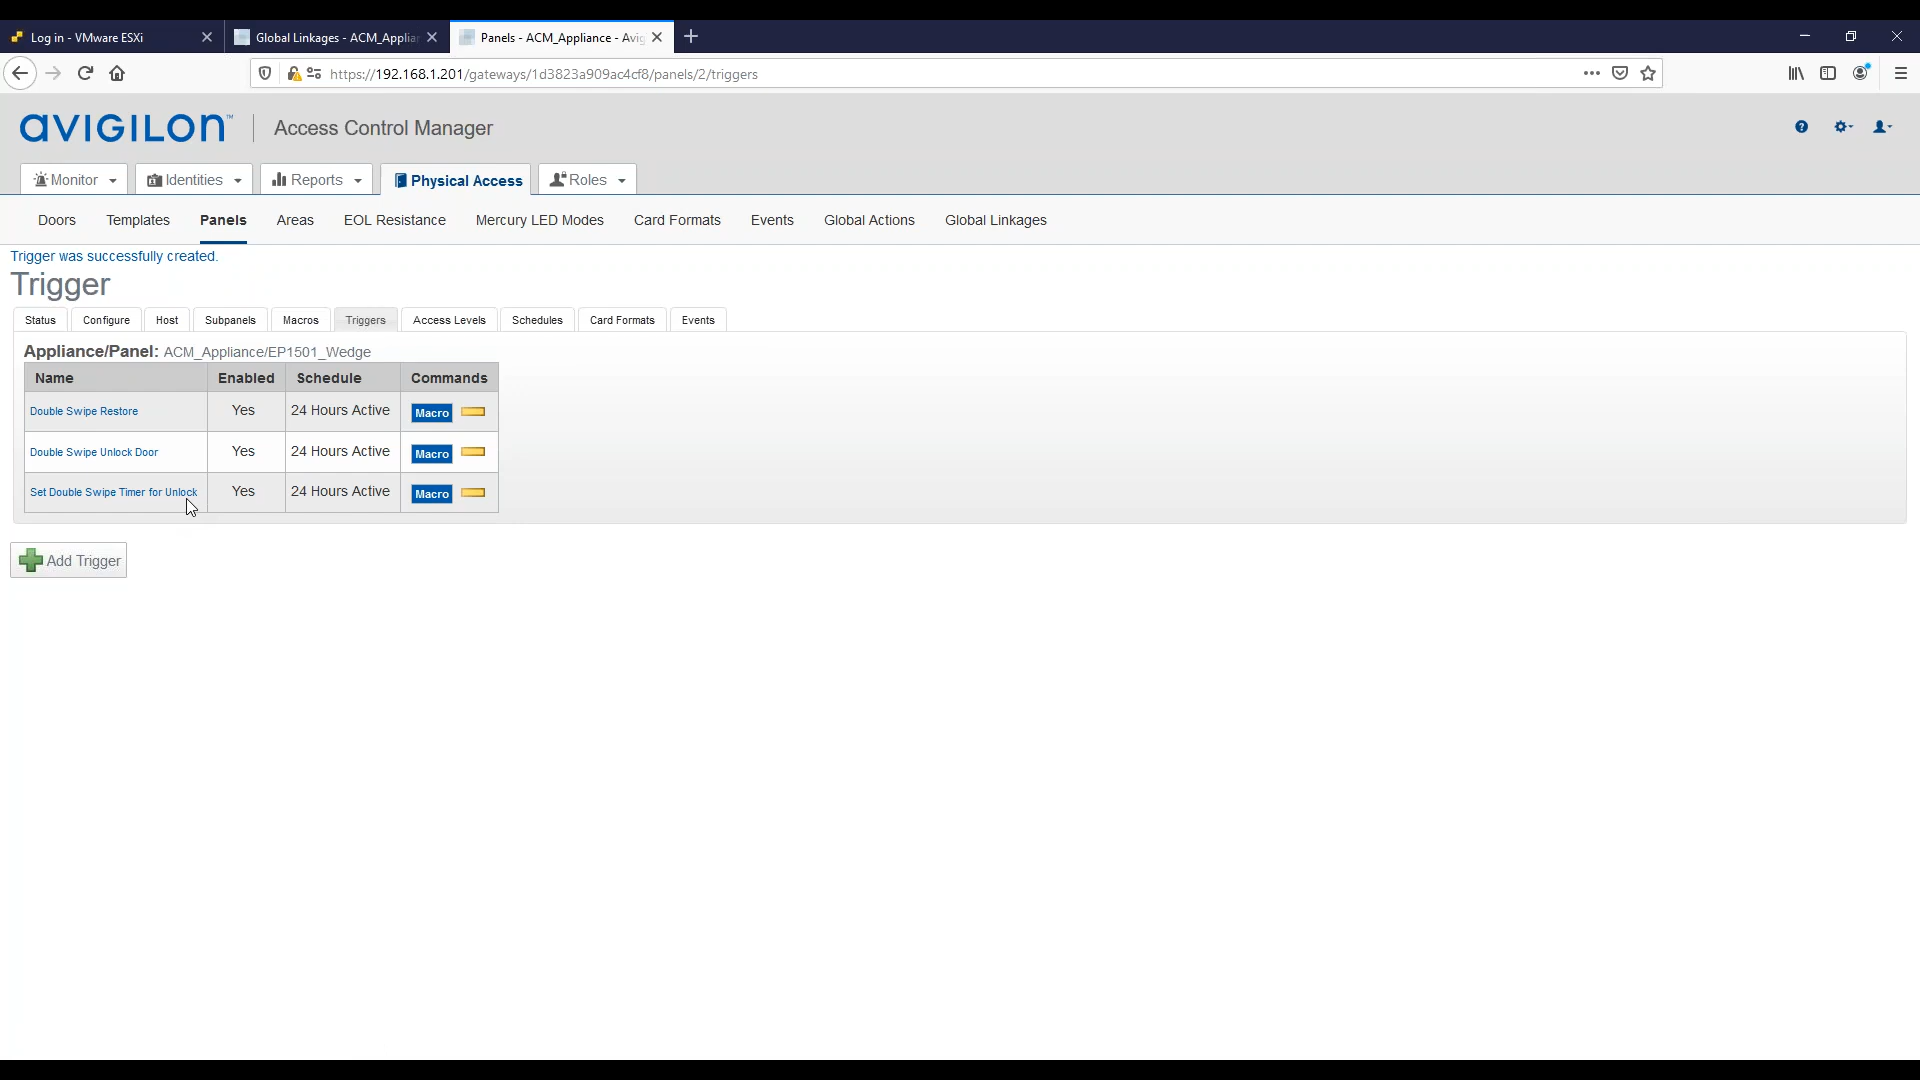 Log in - VMware ESXi
Global Linkages - ACM_Applia
Panels - ACM_Appliance - Avig
https://192.168.1.201/gateways/1d3823a909ac4cf8/panels/2/triggers
AVIGILON™ Access Control Manager
Monitor Identities Reports Physical Access Roles
Doors Templates Panels Areas EOL Resistance Mercury LED Modes Card Formats Events Global Actions Global Linkages
Trigger was successfully created.
Trigger
Status Configure Host Subpanels Macros Triggers Access Levels Schedules Card Formats Events
Appliance/Panel: ACM_Appliance/EP1501_Wedge
Name Enabled Schedule Commands
Double Swipe Restore Yes 24 Hours Active Macro
Double Swipe Unlock Door Yes 24 Hours Active Macro
Set Double Swipe Timer for Unlock Yes 24 Hours Active Macro
Add Trigger